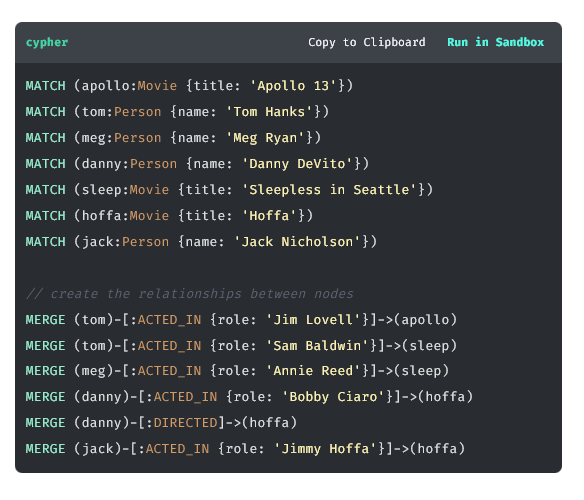 cypher Copy to Clipboard Run in Sandbox
MATCH (apollo:Movie {title: 'Apollo 13'})
MATCH (tom:Person {name: 'Tom Hanks'})
MATCH (meg:Person {name: 'Meg Ryan'})
MATCH (danny:Person {name: 'Danny DeVito'})
MATCH (sleep:Movie {title: 'Sleepless in Seattle'})
MATCH (hoffa:Movie {title: 'Hoffa'})
MATCH (jack:Person {name: 'Jack Nicholson'})
// create the relationships between nodes
MERGE (tom)-[:ACTED_IN {role: 'Jim Lovell'}]->(apollo)
MERGE (tom)-[:ACTED_IN {role: 'Sam Baldwin'}]->(sleep)
MERGE (meg)-[:ACTED_IN {role: 'Annie Reed'}]->(sleep)
MERGE (danny)-[:ACTED_IN {role: 'Bobby Ciaro'}]->(hoffa)
MERGE (danny)-[:DIRECTED]->(hoffa)
MERGE (jack)-[:ACTED_IN {role: 'Jimmy Hoffa'}]->(hoffa)